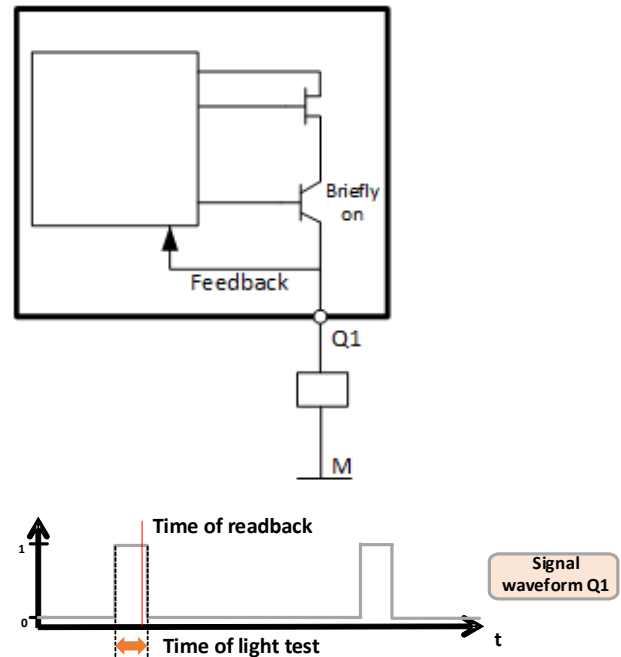 Briefly
on
Feedback
Q1
M
Time of readback
1
Signal
waveform Q1
0
t
Time of light test